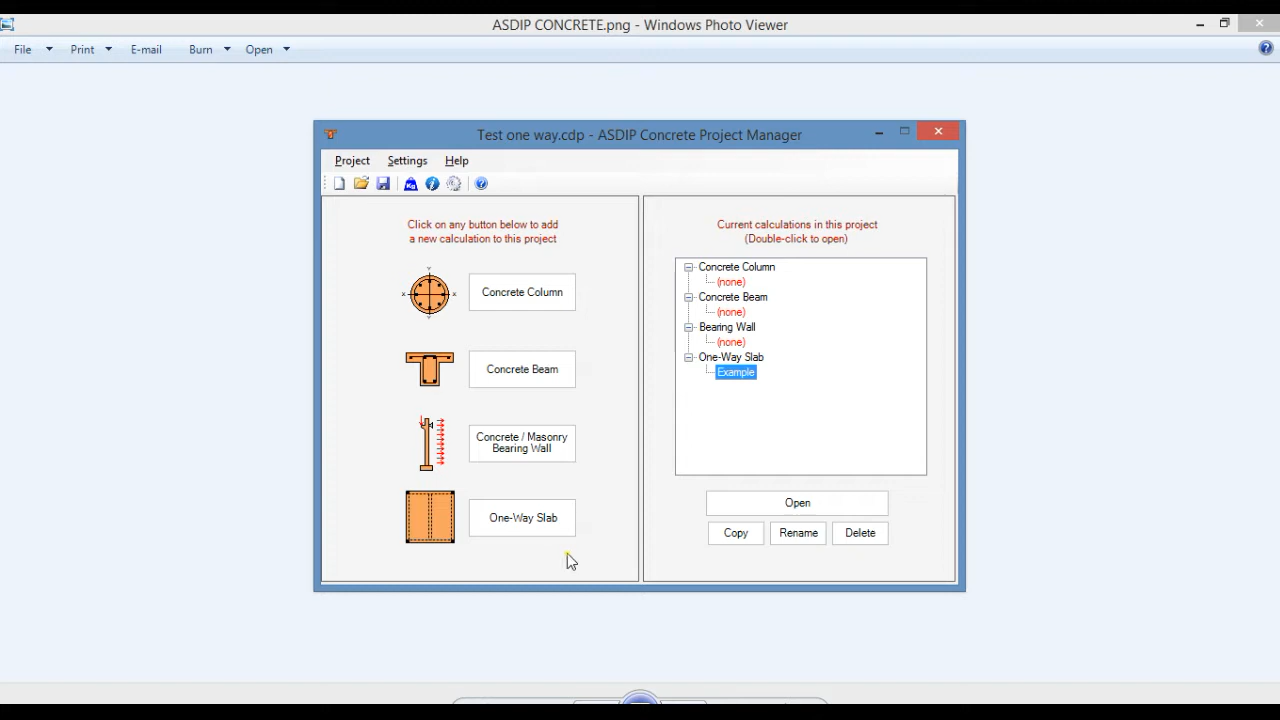 ASDIP CONCRETE.png - Windows Photo Viewer
File Print E-mail Burn Open
Test one way.cdp - ASDIP Concrete Project Manager
Project Settings Help
Click on any button below to add
a new calculation to this project
Concrete Column
Concrete Beam
Concrete / Masonry
Bearing Wall
One-Way Slab
Current calculations in this project
(Double-click to open)
Concrete Column
(none)
Concrete Beam
(none)
Bearing Wall
(none)
One-Way Slab
Example
Open
Copy Rename Delete